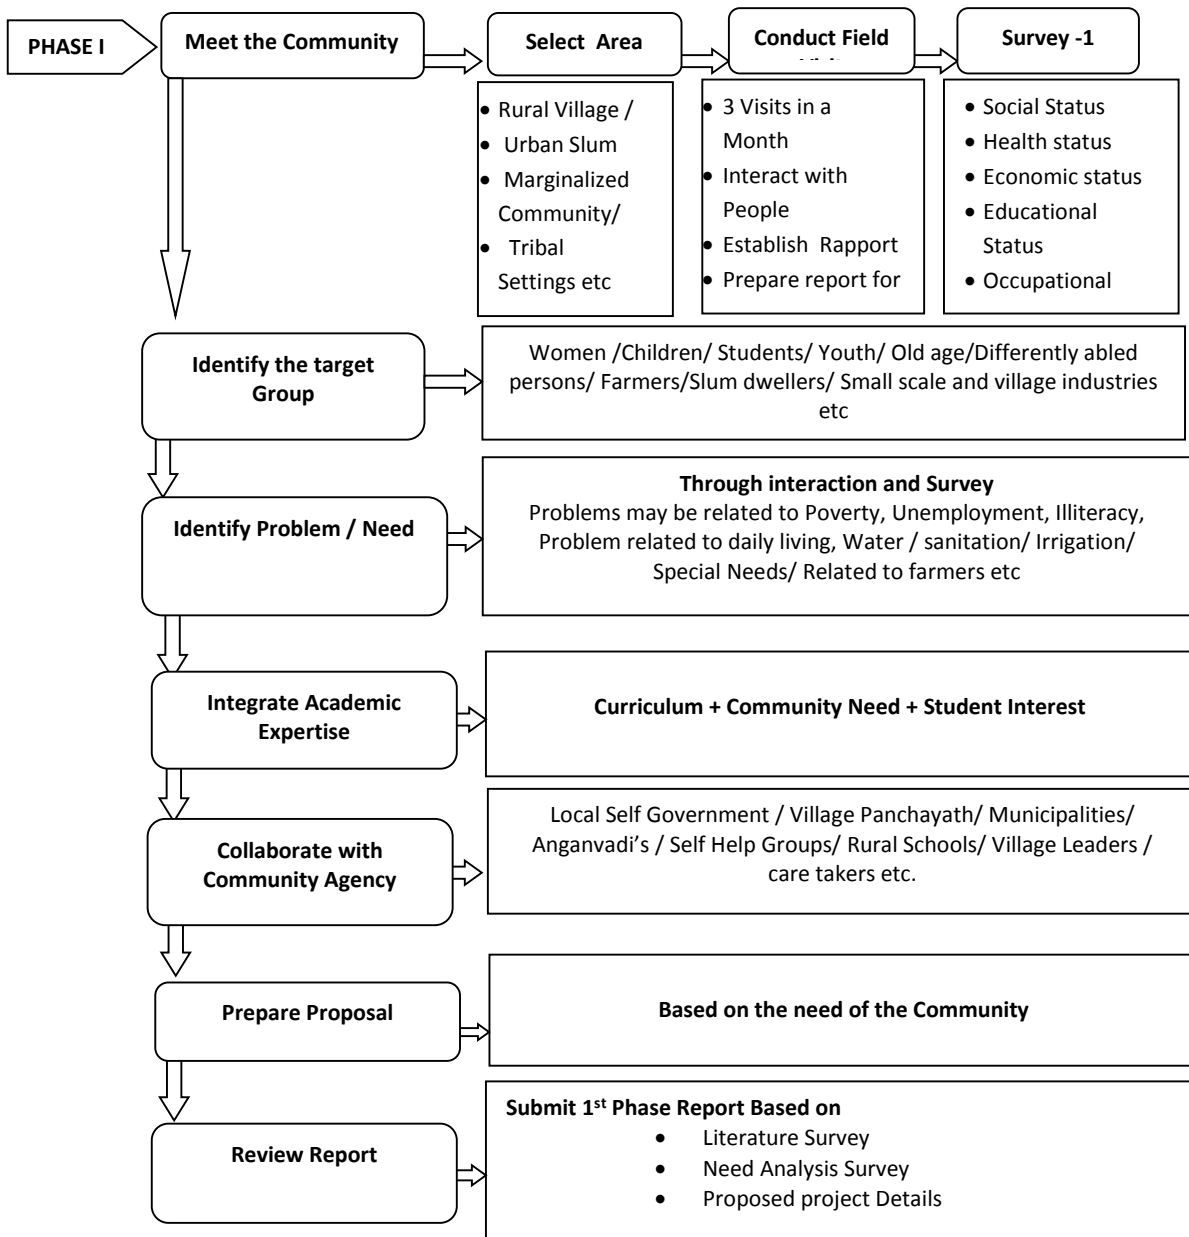 PHASE I
Meet the Community
Select Area
Conduct Field
Survey -1
• Rural Village /
• Urban Slum
• Marginalized
Community/
• Tribal
Settings etc
• 3 Visits in a
Month
• Interact with
People
• Establish Rapport
• Prepare report for
• Social Status
• Health status
• Economic status
• Educational
Status
• Occupational
Identify the target
Group
Women /Children/ Students/ Youth/ Old age/Differently abled
persons/ Farmers/Slum dwellers/ Small scale and village industries
etc
Identify Problem / Need
Through interaction and Survey
Problems may be related to Poverty, Unemployment, Illiteracy,
Problem related to daily living, Water / sanitation/ Irrigation/
Special Needs/ Related to farmers etc
Integrate Academic
Expertise
Curriculum + Community Need + Student Interest
Collaborate with
Community Agency
Local Self Government / Village Panchayath/ Municipalities/
Anganvadi’s / Self Help Groups/ Rural Schools/ Village Leaders /
care takers etc.
Prepare Proposal
Based on the need of the Community
Review Report
Submit 1st Phase Report Based on
• Literature Survey
• Need Analysis Survey
• Proposed project Details